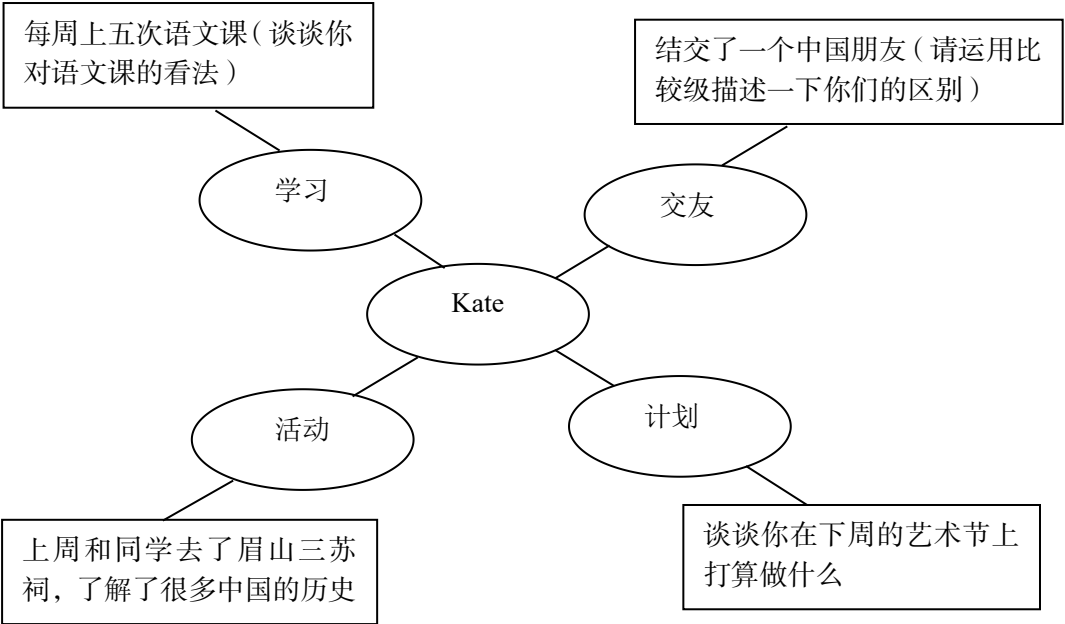 每周上五次语文课（谈谈你
对语文课的看法）
结交了一个中国朋友（请运用比
较级描述一下你们的区别）
学习
交友
Kate
活动
计划
上周和同学去了眉山三苏
祠，了解了很多中国的历史
谈谈你在下周的艺术节上
打算做什么